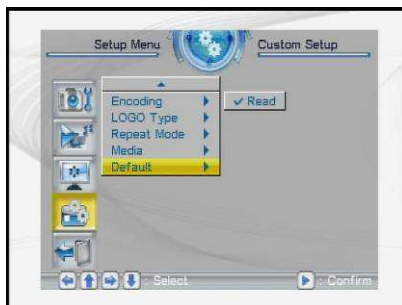 Setup Menu
Custom Setup
Encoding
✓ Read
LOGO Type
Repeat Mode
Media
Default
: Select
: Confirm